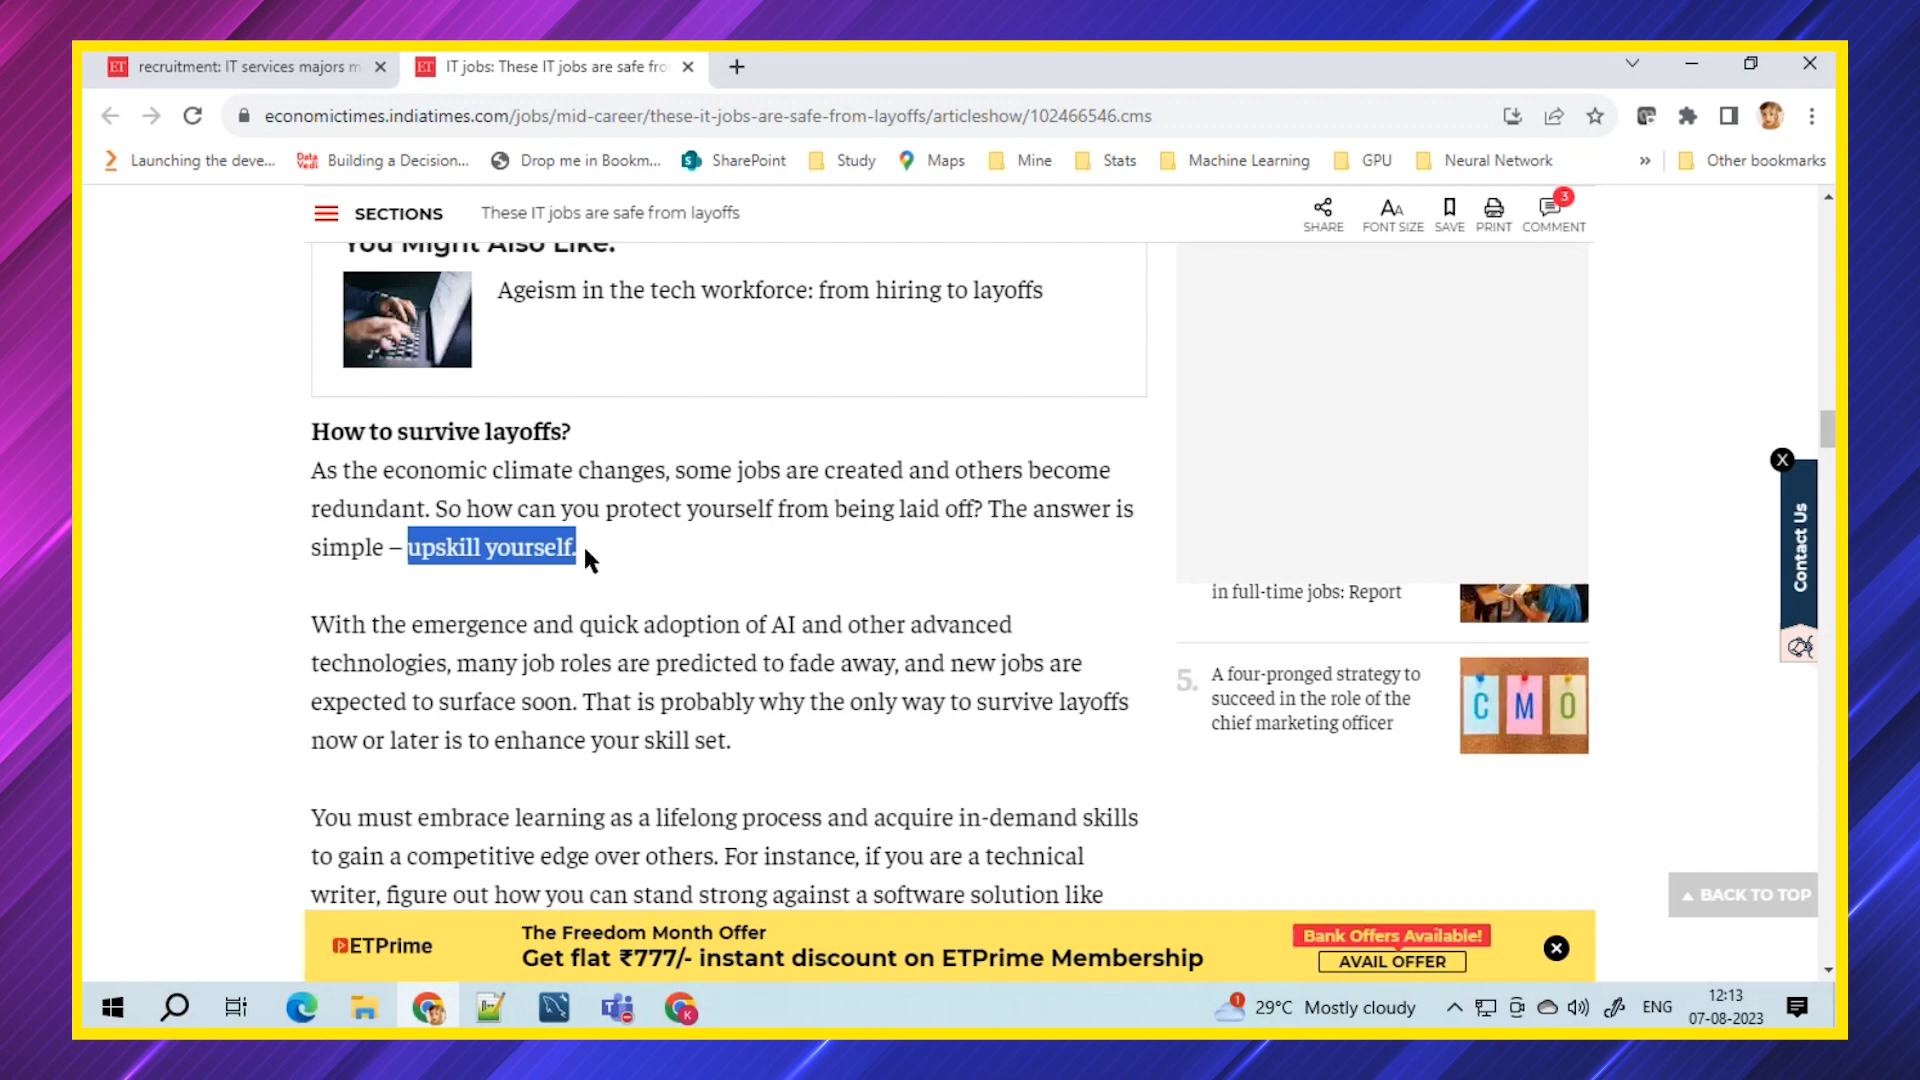 ET recruitment: IT services majors m
ET IT jobs: These IT jobs are safe fro
economictimes.indiatimes.com/jobs/mid-career/these-it-jobs-are-safe-from-layoffs/articleshow/102466546.cms
Launching the deve...
Data Vedi
Building a Decision...
Drop me in Bookm...
SharePoint
Study
Maps
Mine
Stats
Machine Learning
GPU
Neural Network
»
Other bookmarks
SECTIONS
These IT jobs are safe from layoffs
SHARE
FONT SIZE
SAVE
PRINT
3
COMMENT
You Might Also Like:
Ageism in the tech workforce: from hiring to layoffs
How to survive layoffs?
As the economic climate changes, some jobs are created and others become
redundant. So how can you protect yourself from being laid off? The answer is
simple – upskill yourself.
With the emergence and quick adoption of AI and other advanced
technologies, many job roles are predicted to fade away, and new jobs are
expected to surface soon. That is probably why the only way to survive layoffs
now or later is to enhance your skill set.
You must embrace learning as a lifelong process and acquire in-demand skills
to gain a competitive edge over others. For instance, if you are a technical
writer, figure out how you can stand strong against a software solution like
in full-time jobs: Report
5. A four-pronged strategy to
succeed in the role of the
chief marketing officer
C M O
X
Contact Us
BACK TO TOP
ETPrime
The Freedom Month Offer
Get flat ₹777/- instant discount on ETPrime Membership
Bank Offers Available!
AVAIL OFFER
K
1
29°C Mostly cloudy
ENG
12:13
07-08-2023